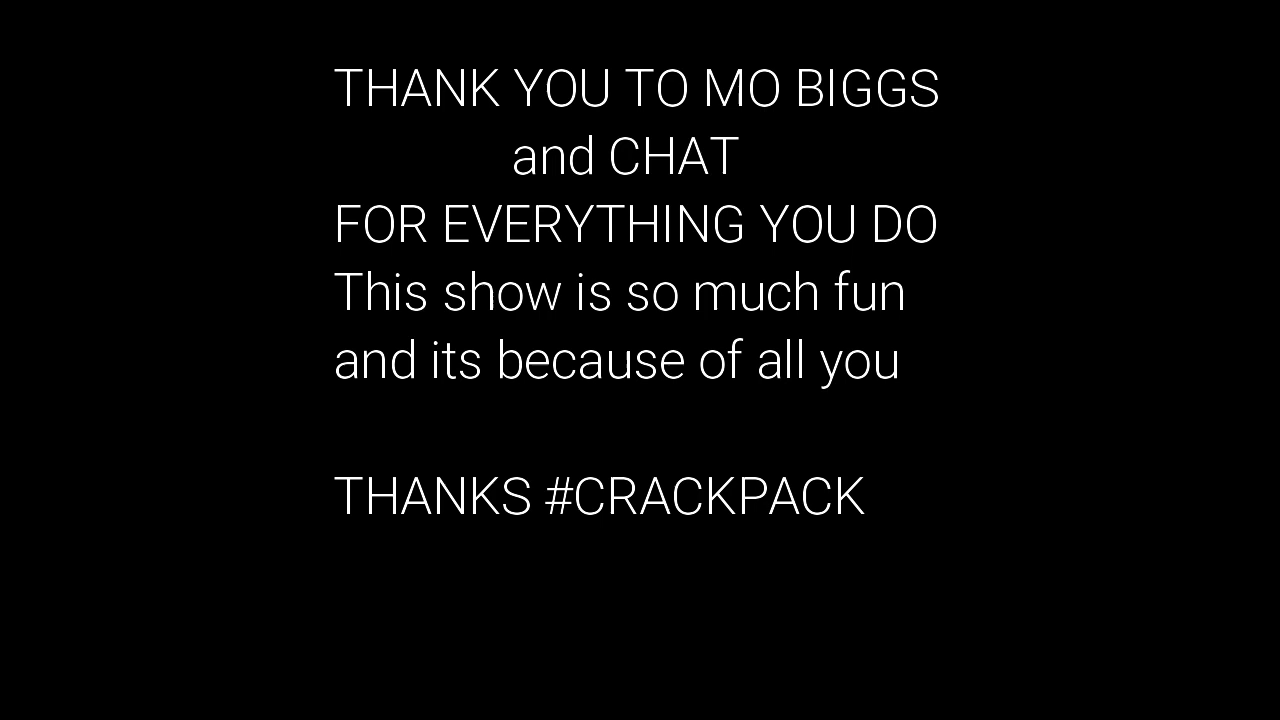 THANK YOU TO MO BIGGS
and CHAT
FOR EVERYTHING YOU DO
This show is so much fun
and its because of all you
THANKS #CRACKPACK